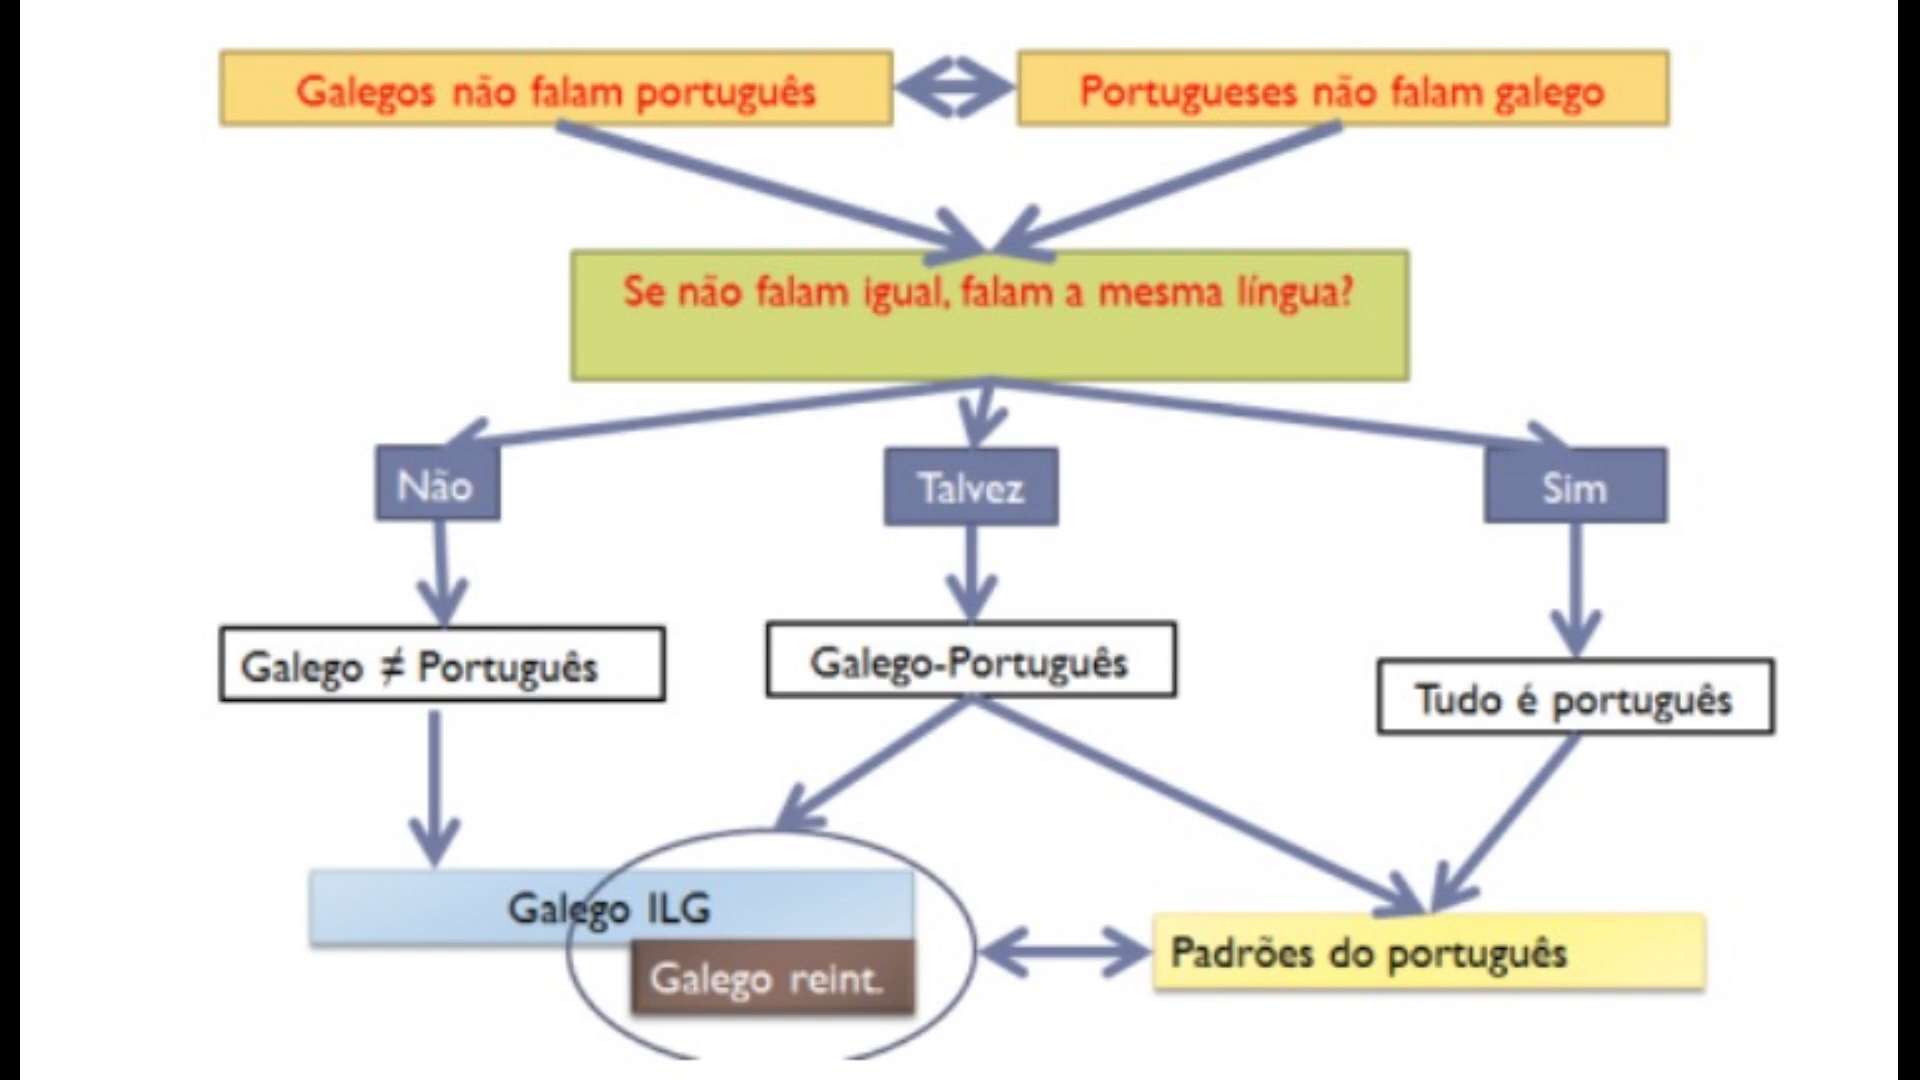 Galegos não falam português
Portugueses não falam galego
Se não falam igual, falam a mesma língua?
Não
Talvez
Sim
Galego ≠ Português
Galego-Português
Tudo é português
Galego ILG
Galego reint.
Padrões do português